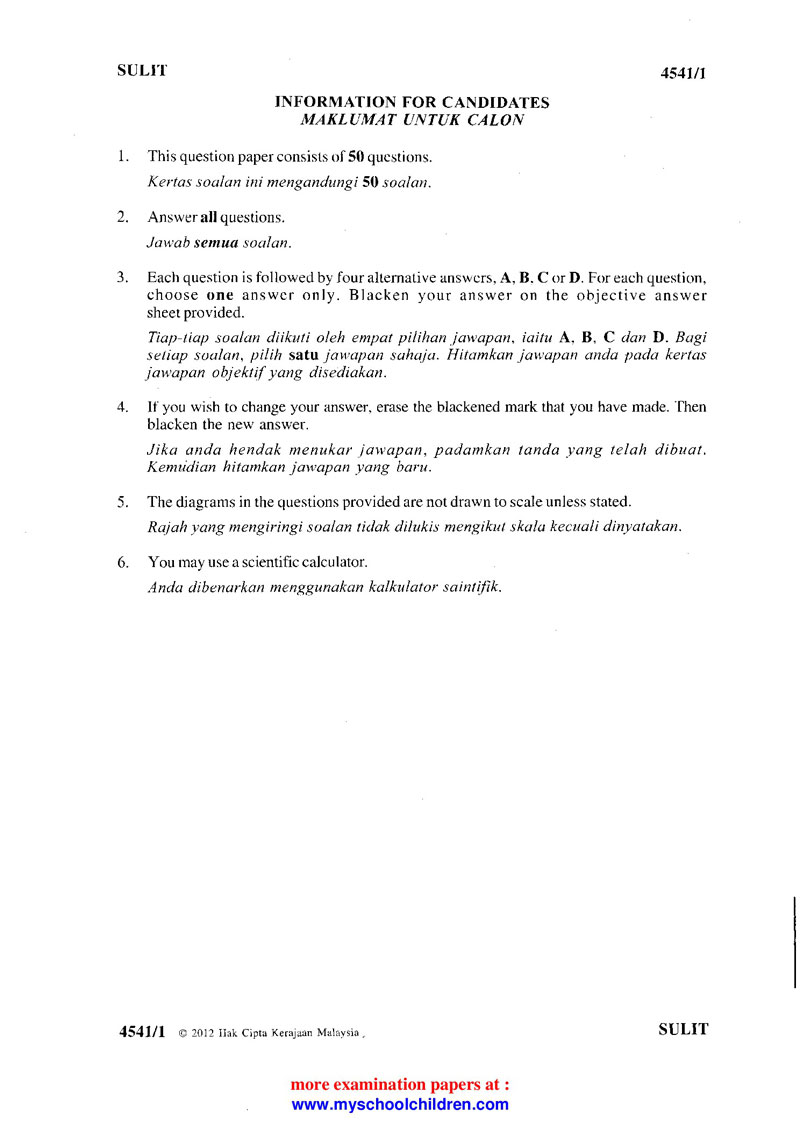 SULIT 4541/1
INFORMATION FOR CANDIDATES
MAKLUMAT UNTUK CALON
1. This question paper consists of 50 questions.
Kertas soalan ini mengandungi 50 soalan.
2. Answer all questions.
Jawab semua soalan.
3. Each question is followed by four alternative answers, A, B, C or D. For each question,
choose one answer only. Blacken your answer on the objective answer
sheet provided.
Tiap-tiap soalan diikuti oleh empat pilihan jawapan, iaitu A, B, C dan D. Bagi
setiap soalan, pilih satu jawapan sahaja. Hitamkan jawapan anda pada kertas
jawapan objektif yang disediakan.
4. If you wish to change your answer, erase the blackened mark that you have made. Then
blacken the new answer.
Jika anda hendak menukar jawapan, padamkan tanda yang telah dibuat.
Kemudian hitamkan jawapan yang baru.
5. The diagrams in the questions provided are not drawn to scale unless stated.
Rajah yang mengiringi soalan tidak dilukis mengikut skala kecuali dinyatakan.
6. You may use a scientific calculator.
Anda dibenarkan menggunakan kalkulator saintifik.
4541/1 © 2012 Hak Cipta Kerajaan Malaysia SULIT
more examination papers at :
www.myschoolchildren.com